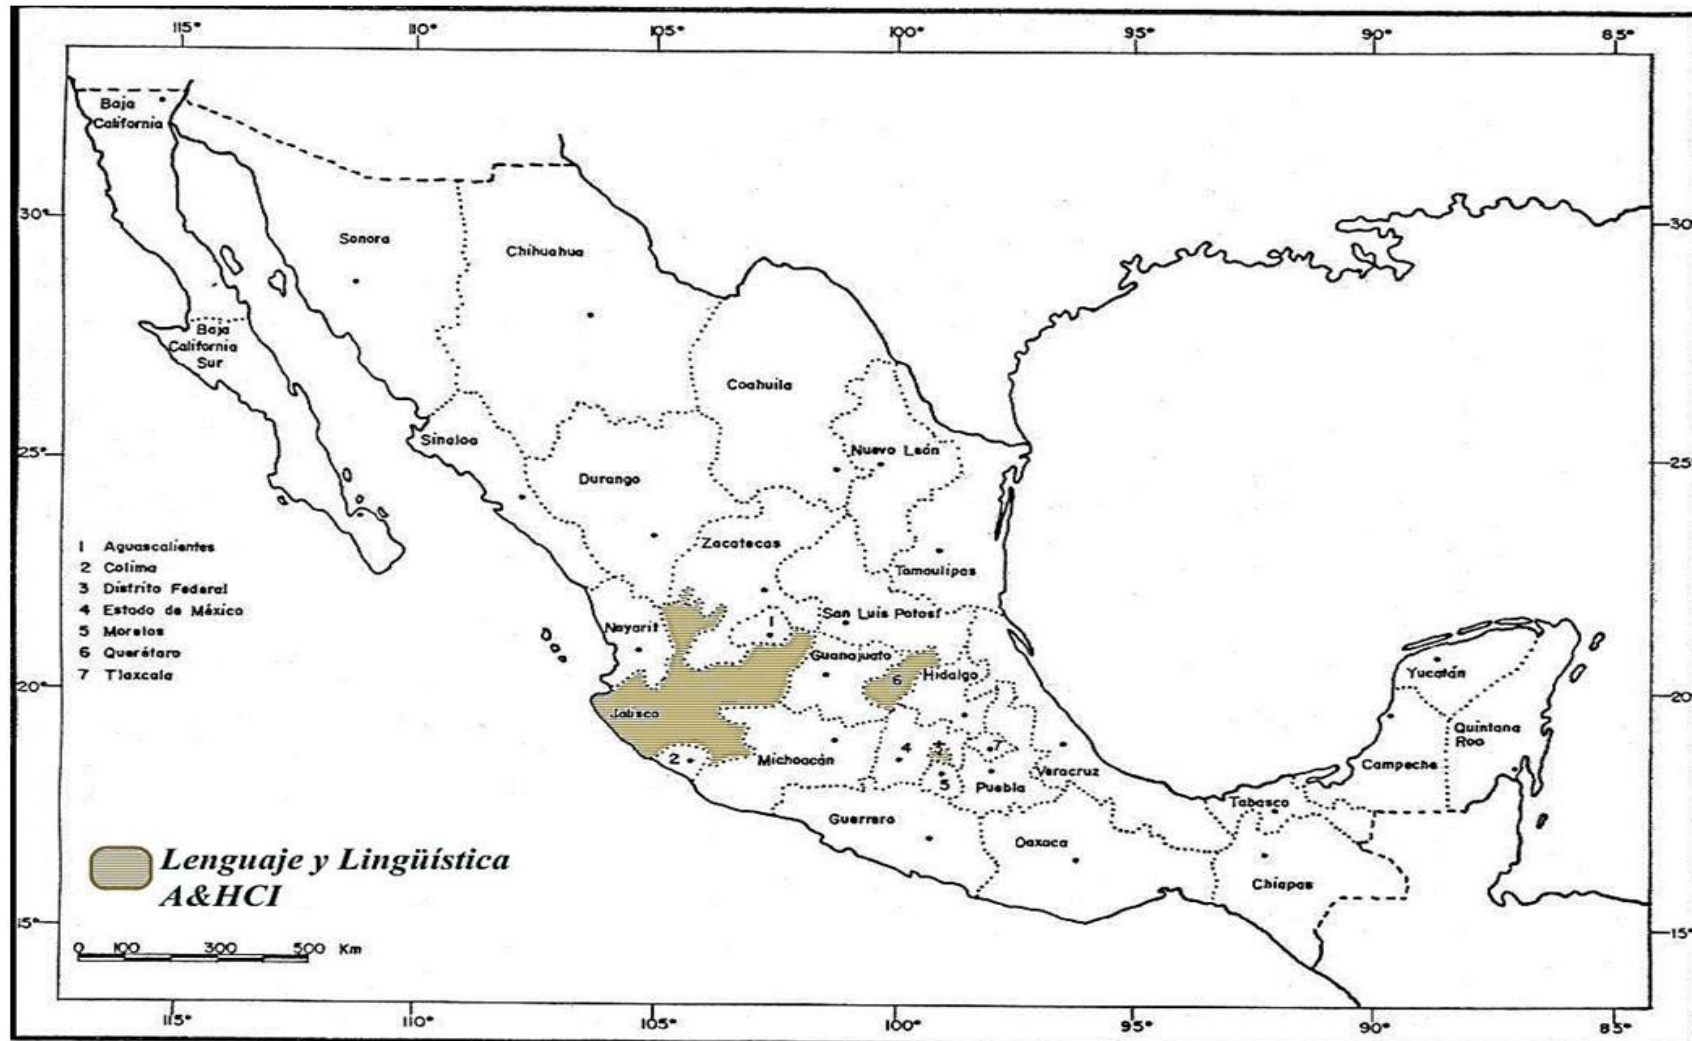 115° 110° 105° 100° 95° 90° 85°
Baja
California
30° 30°
Sonora
Chihuahua
Baja
California
Sur
Coahuila
Sinaloa
Nuevo León
25° 25°
Durango
Zacatecas
1 Aguascalientes
2 Colima
3 Distrito Federal
4 Estado de México
5 Morelos
6 Querétaro
7 Tlaxcala
Tamaulipas
San Luis Potosí
Nayarit
1
Guanajuato
Hidalgo
6
Yucatán
20° 20°
Jalisco
Quintana
Roo
4
7
2
Michoacán
Veracruz
Campeche
5
Puebla
Tabasco
Guerrero
Oaxaca
Chiapas
Lenguaje y Lingüística
A&HCI
15° 15°
0 100 300 500 Km
115° 110° 105° 100° 95° 90° 85°